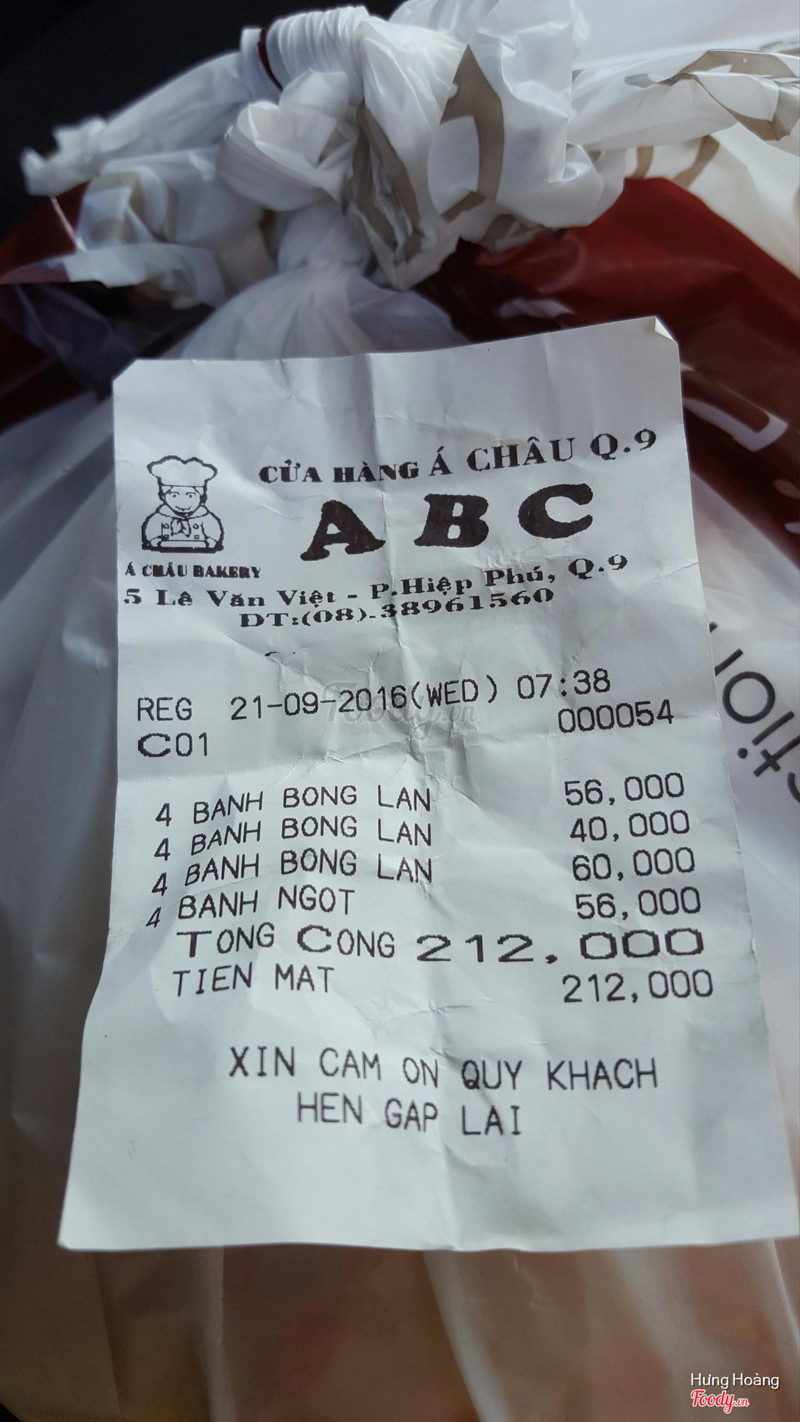 CỬA HÀNG Á CHÂU Q.9
ABC
Á CHÂU BAKERY
5 Lê Văn Việt - P.Hiệp Phú, Q.9
ĐT:(08).38961560
REG 21-09-2016(WED) 07:38
C01 000054
4 BANH BONG LAN 56,000
4 BANH BONG LAN 40,000
4 BANH BONG LAN 60,000
4 BANH NGOT 56,000
TONG CONG 212,000
TIEN MAT 212,000
XIN CAM ON QUY KHACH
HEN GAP LAI
Foody.vn
Hưng Hoàng
Foody.vn